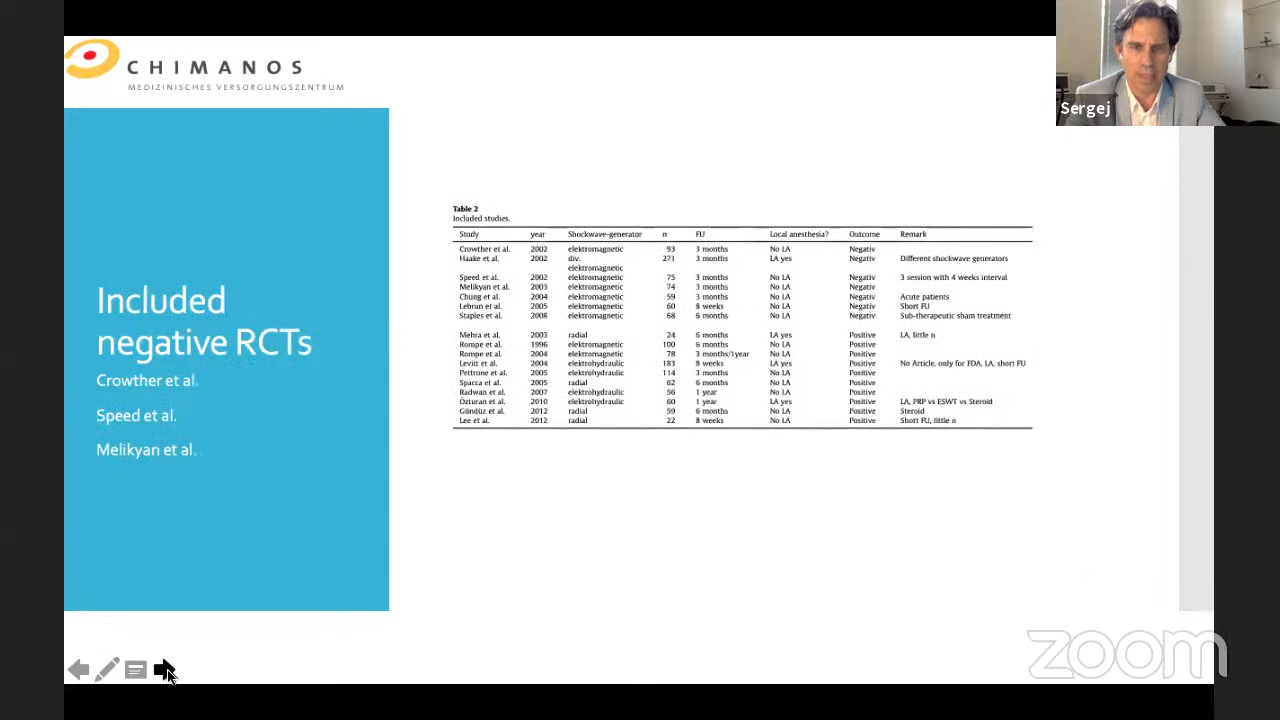 CHIMANOS
MEDIZINISCHES VERSORGUNGSZENTRUM
Sergej
Included
negative RCTs
Crowther et al.
Speed et al.
Melikyan et al.
Table 2
Included studies.
Study year Shockwave-generator n FU Local anesthesia? Outcome Remark
Crowther et al. 2002 elektromagnetic 93 3 months No LA Negativ
Haake et al. 2002 div. 271 3 months LA yes Negativ Different shockwave generators
elektromagnetic
Speed et al. 2002 elektromagnetic 75 3 months No LA Negativ 3 session with 4 weeks interval
Melikyan et al. 2003 elektromagnetic 74 3 months No LA Negativ
Chung et al. 2004 elektromagnetic 59 3 months No LA Negativ Acute patients
Lebrun et al. 2005 elektromagnetic 60 8 weeks No LA Negativ Short FU
Staples et al. 2008 elektromagnetic 68 6 months No LA Negativ Sub-therapeutic sham treatment
Mehra et al. 2003 radial 24 6 months LA yes Positive LA, little n
Rompe et al. 1996 elektromagnetic 100 6 months No LA Positive
Rompe et al. 2004 elektromagnetic 78 3 months/1year No LA Positive
Levitt et al. 2004 elektrohydraulic 183 8 weeks LA yes Positive No Article, only for FDA, LA, short FU
Pettrone et al. 2005 elektromagnetic 114 3 months No LA Positive
Spacca et al. 2005 radial 62 6 months No LA Positive
Radwan et al. 2007 elektrohydraulic 56 1 year No LA Positive
Ozturan et al. 2010 elektrohydraulic 60 1 year LA yes Positive LA, PRP vs ESWT vs Steroid
Gündüz et al. 2012 radial 59 6 months No LA Positive Steroid
Lee et al. 2012 radial 22 8 weeks No LA Positive Short FU, little n
zoom